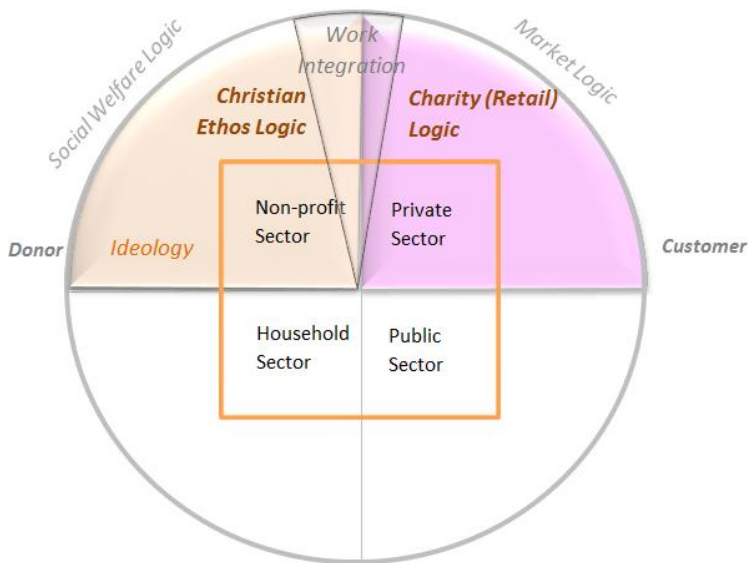 Work
Integration
Social Welfare Logic
Market Logic
Christian
Ethos Logic
Charity (Retail)
Logic
Non-profit
Sector
Private
Sector
Donor
Ideology
Customer
Household
Sector
Public
Sector